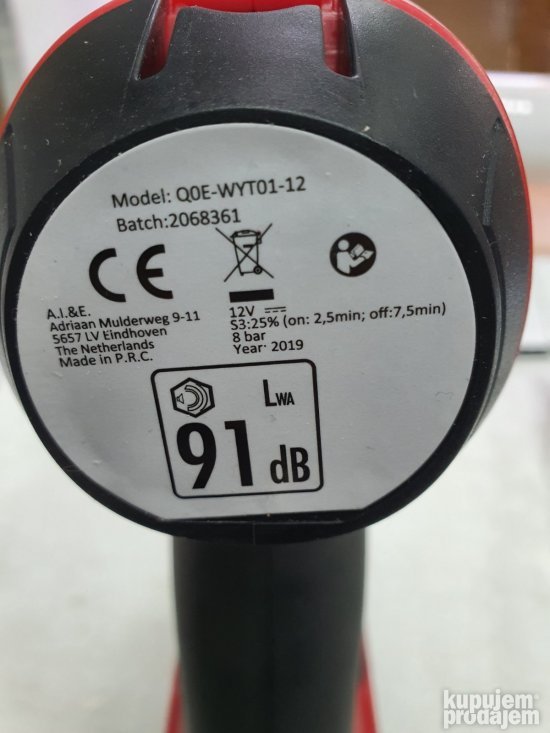 Model: Q0E-WYT01-12
Batch:2068361
CE
A.I.&E.
Adriaan Mulderweg 9-11
5657 LV Eindhoven
The Netherlands
Made in P.R.C.
12V
S3:25% (on: 2,5min; off:7,5min)
8 bar
Year: 2019
LWA
91 dB
kupujem
prodajem